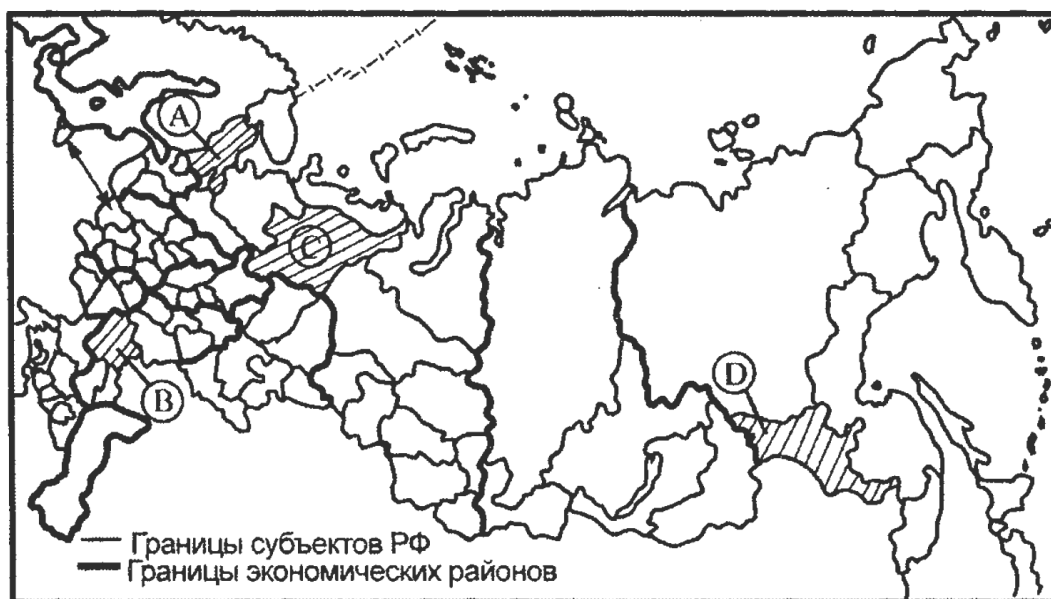 A
C
D
B
Границы субъектов РФ
Границы экономических районов